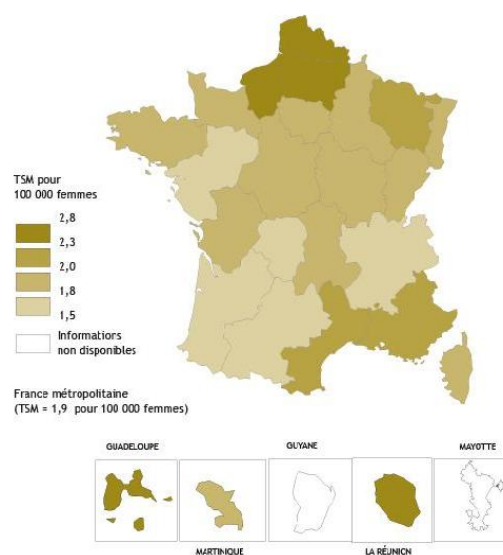 TSM pour
100 000 femmes
2,8
2,3
2,0
1,8
1,5
Informations
non disponibles
France métropolitaine
(TSM = 1,9 pour 100 000 femmes)
GUADELOUPE
GUYANE
MAYOTTE
MARTINIQUE
LA RÉUNION